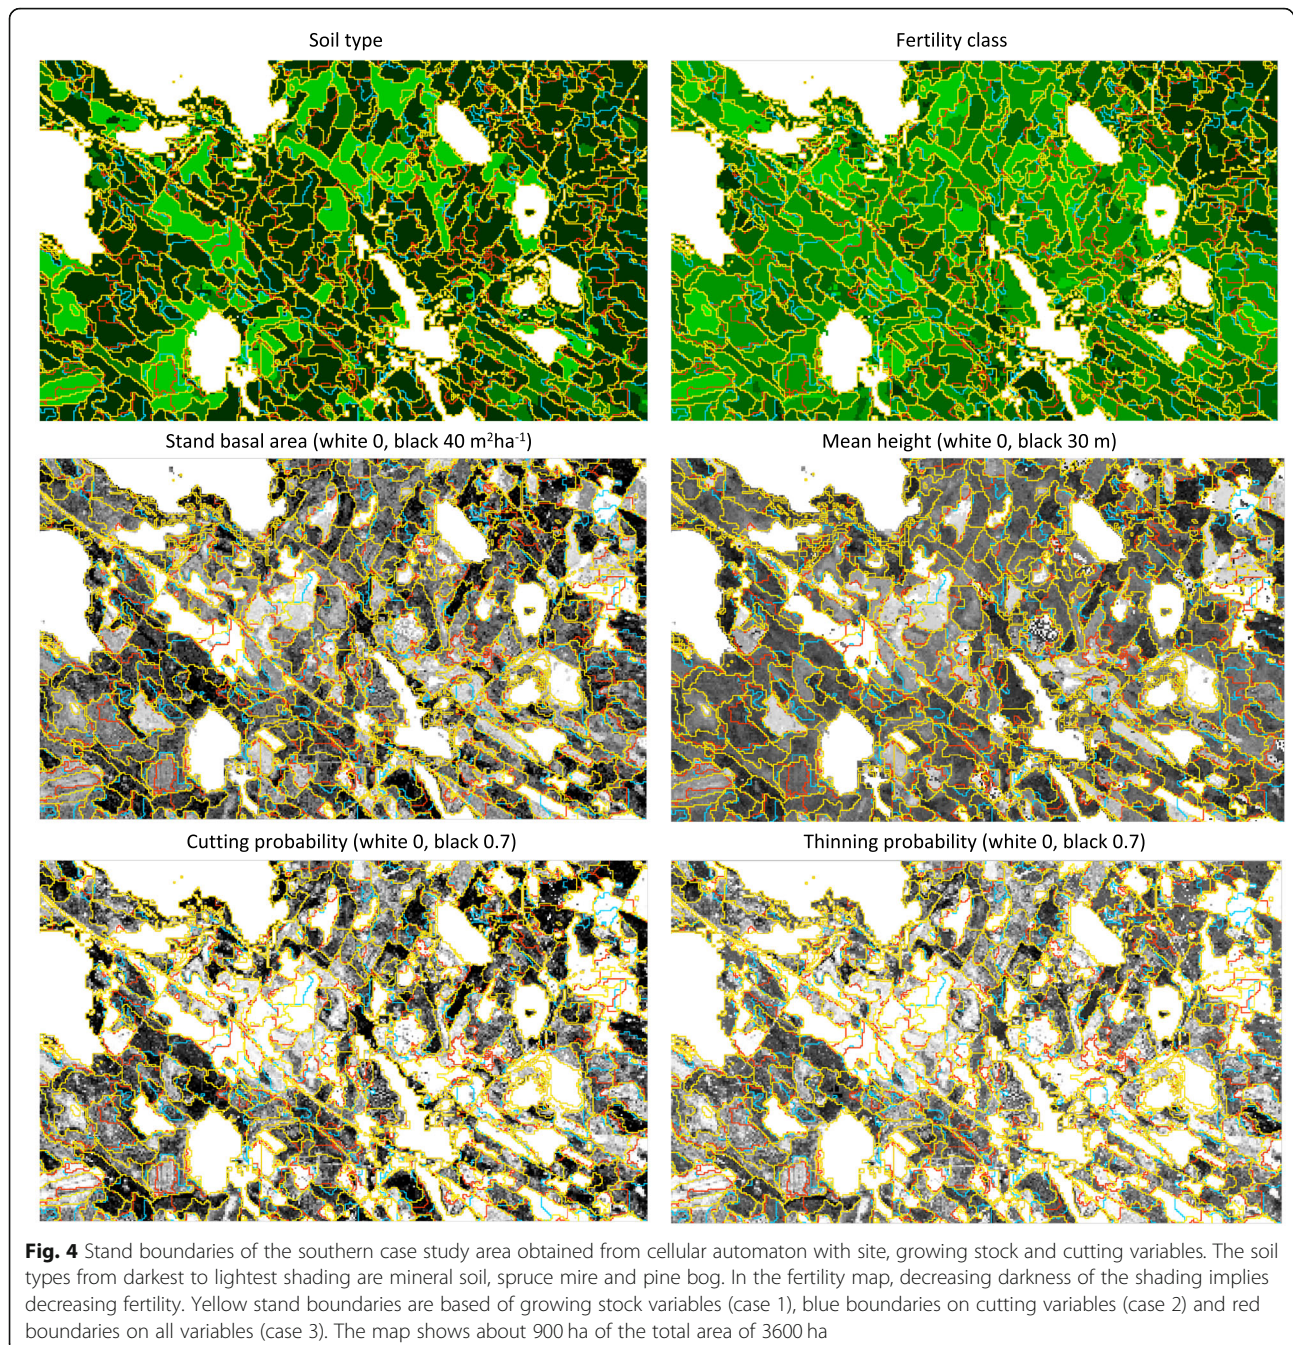 Soil type
Fertility class
Stand basal area (white 0, black 40 m²ha⁻¹)
Mean height (white 0, black 30 m)
Cutting probability (white 0, black 0.7)
Thinning probability (white 0, black 0.7)
Fig. 4 Stand boundaries of the southern case study area obtained from cellular automaton with site, growing stock and cutting variables. The soil
types from darkest to lightest shading are mineral soil, spruce mire and pine bog. In the fertility map, decreasing darkness of the shading implies
decreasing fertility. Yellow stand boundaries are based of growing stock variables (case 1), blue boundaries on cutting variables (case 2) and red
boundaries on all variables (case 3). The map shows about 900 ha of the total area of 3600 ha